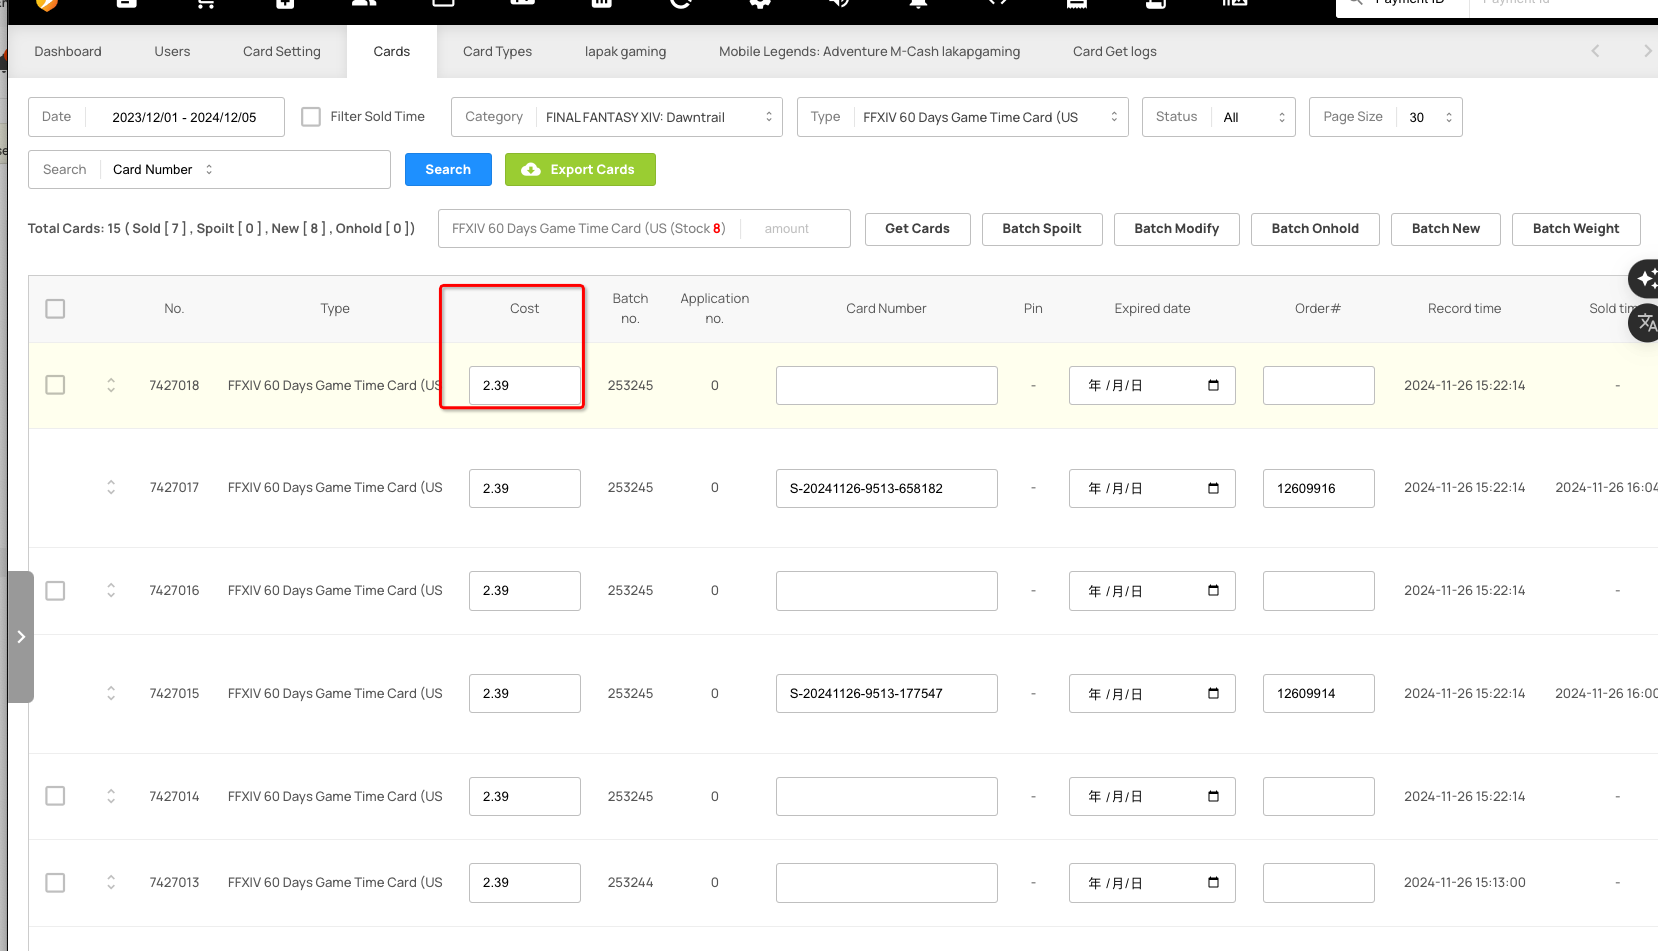 Payment ID Payment Id
Dashboard Users Card Setting Cards Card Types lapak gaming Mobile Legends: Adventure M-Cash lakapgaming Card Get logs
Date 2023/12/01 - 2024/12/05 Filter Sold Time Category FINAL FANTASY XIV: Dawntrail Type FFXIV 60 Days Game Time Card (US Status All Page Size 30
Search Card Number Search Export Cards
Total Cards: 15 ( Sold [ 7 ] , Spoilt [ 0 ] , New [ 8 ] , Onhold [ 0 ] ) FFXIV 60 Days Game Time Card (US (Stock 8) amount Get Cards Batch Spoilt Batch Modify Batch Onhold Batch New Batch Weight
No. Type Cost Batch no. Application no. Card Number Pin Expired date Order# Record time Sold tim
7427018 FFXIV 60 Days Game Time Card (US 2.39 253245 0 - 年 /月/日 2024-11-26 15:22:14 -
7427017 FFXIV 60 Days Game Time Card (US 2.39 253245 0 S-20241126-9513-658182 - 年 /月/日 12609916 2024-11-26 15:22:14 2024-11-26 16:04
7427016 FFXIV 60 Days Game Time Card (US 2.39 253245 0 - 年 /月/日 2024-11-26 15:22:14 -
7427015 FFXIV 60 Days Game Time Card (US 2.39 253245 0 S-20241126-9513-177547 - 年 /月/日 12609914 2024-11-26 15:22:14 2024-11-26 16:00
7427014 FFXIV 60 Days Game Time Card (US 2.39 253245 0 - 年 /月/日 2024-11-26 15:22:14 -
7427013 FFXIV 60 Days Game Time Card (US 2.39 253244 0 - 年 /月/日 2024-11-26 15:13:00 -